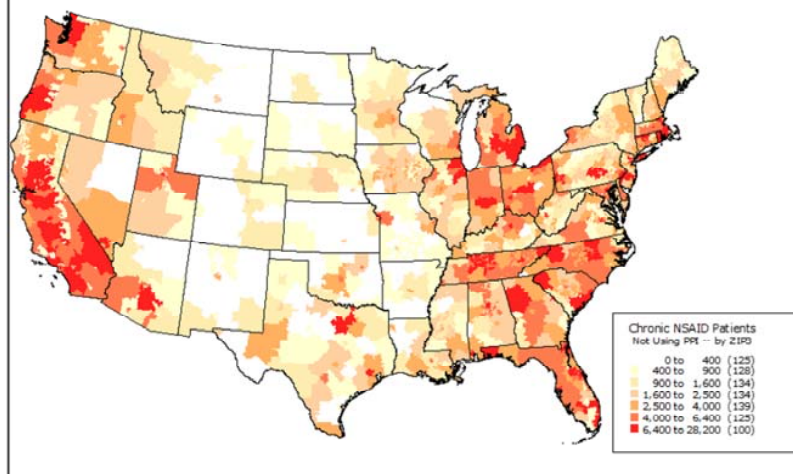 Chronic NSAID Patients
Not Using PPI -- by ZIP3
0 to 400 (125)
400 to 900 (128)
900 to 1,600 (134)
1,600 to 2,500 (134)
2,500 to 4,000 (139)
4,000 to 6,400 (125)
6,400 to 28,200 (100)